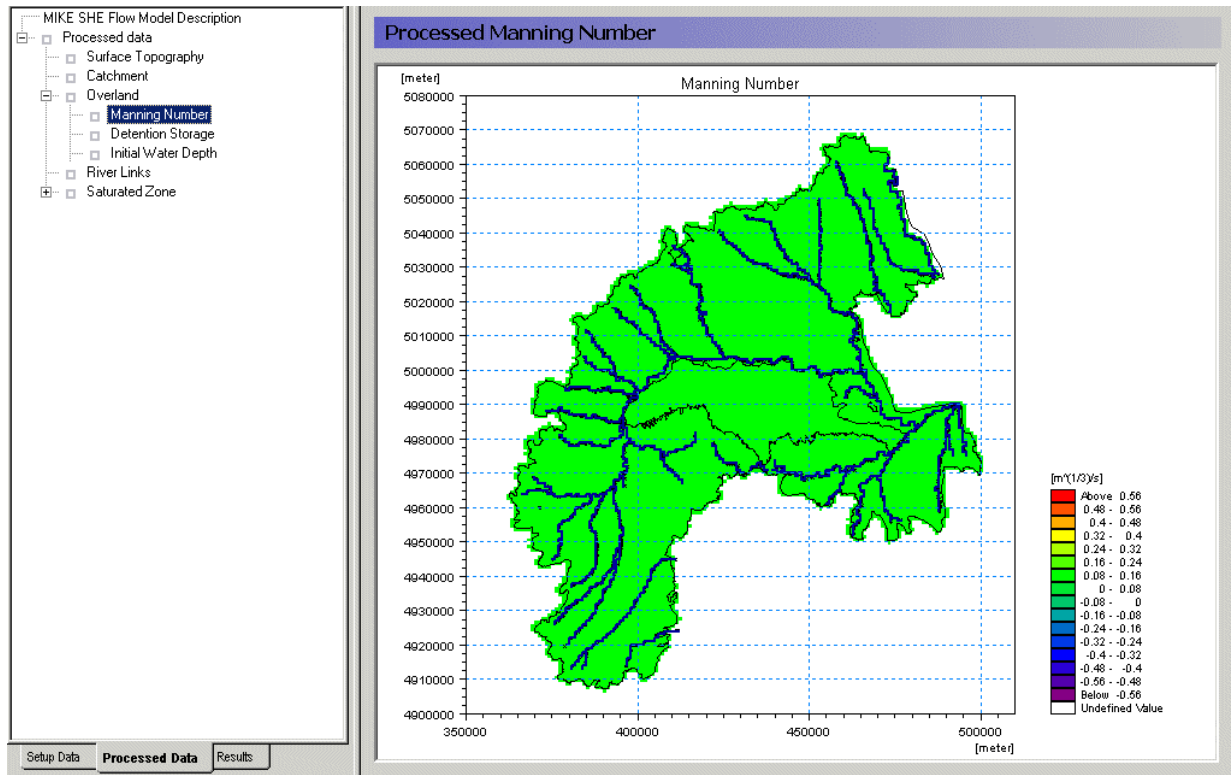 MIKE SHE Flow Model Description
Processed data
Surface Topography
Catchment
Overland
Manning Number
Detention Storage
Initial Water Depth
River Links
Saturated Zone
Setup Data
Processed Data
Results
Processed Manning Number
[meter]
Manning Number
5080000
5070000
5060000
5050000
5040000
5030000
5020000
5010000
5000000
4990000
4980000
4970000
4960000
4950000
4940000
4930000
4920000
4910000
4900000
350000 400000 450000 500000
[meter]
[m^(1/3)/s]
Above 0.56
0.48 - 0.56
0.4 - 0.48
0.32 - 0.4
0.24 - 0.32
0.16 - 0.24
0.08 - 0.16
0 - 0.08
-0.08 - 0
-0.16 - -0.08
-0.24 - -0.16
-0.32 - -0.24
-0.4 - -0.32
-0.48 - -0.4
-0.56 - -0.48
Below -0.56
Undefined Value